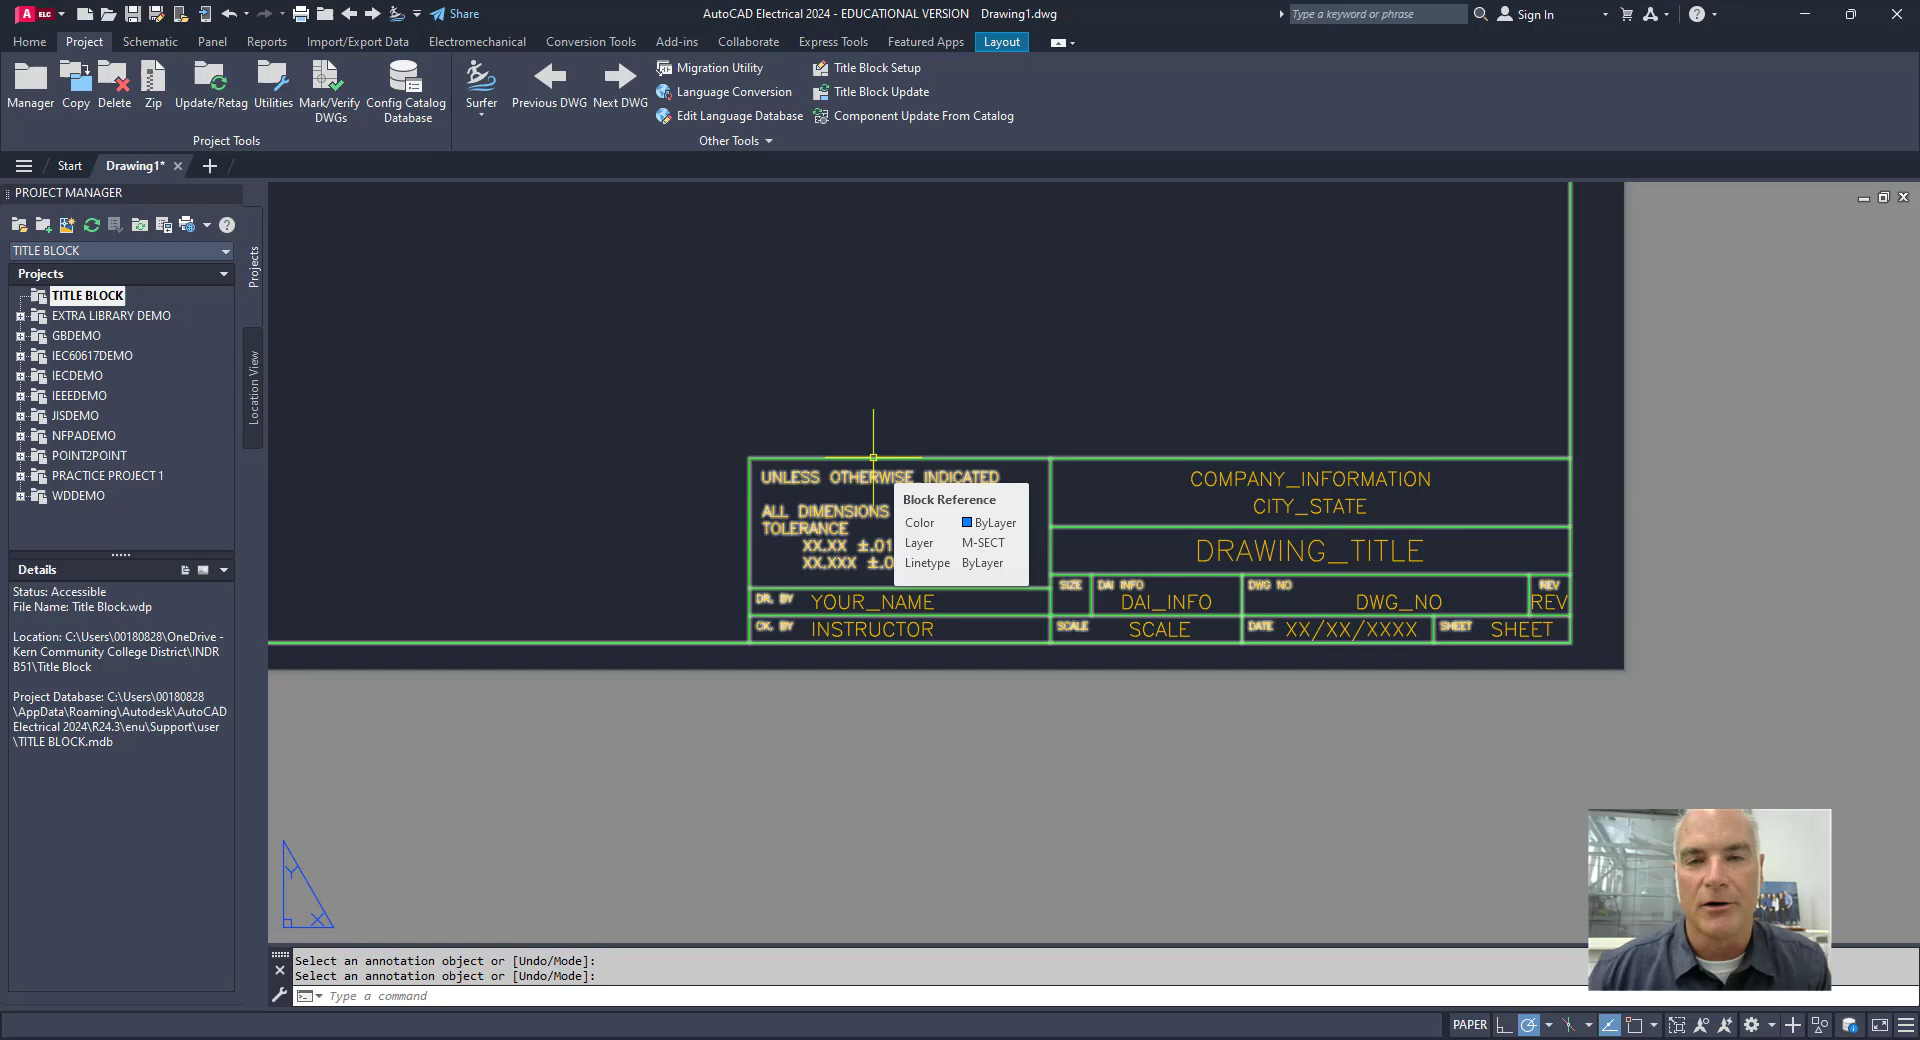 A ELC
Share
AutoCAD Electrical 2024 - EDUCATIONAL VERSION Drawing1.dwg
Type a keyword or phrase
Sign In
Home Project Schematic Panel Reports Import/Export Data Electromechanical Conversion Tools Add-ins Collaborate Express Tools Featured Apps Layout
Manager
Copy
Delete
Zip
Update/Retag
Utilities
Mark/Verify
DWGs
Config Catalog
Database
Project Tools
Surfer
Previous DWG
Next DWG
Migration Utility
Language Conversion
Edit Language Database
Title Block Setup
Title Block Update
Component Update From Catalog
Other Tools
Start
Drawing1*
PROJECT MANAGER
TITLE BLOCK
Projects
TITLE BLOCK
EXTRA LIBRARY DEMO
GBDEMO
IEC60617DEMO
IECDEMO
IEEEDEMO
JISDEMO
NFPADEMO
POINT2POINT
PRACTICE PROJECT 1
WDDEMO
Projects
Location View
Details
Status: Accessible
File Name: Title Block.wdp
Location: C:\Users\00180828\OneDrive -
Kern Community College District\INDR
B51\Title Block
Project Database: C:\Users\00180828
\AppData\Roaming\Autodesk\AutoCAD
Electrical 2024\R24.3\enu\Support\user
\TITLE BLOCK.mdb
UNLESS OTHERWISE INDICATED
ALL DIMENSIONS
TOLERANCE
XX.XX ±.01
XX.XXX ±.0
Block Reference
Color ByLayer
Layer M-SECT
Linetype ByLayer
DR. BY YOUR_NAME
CK. BY INSTRUCTOR
COMPANY_INFORMATION
CITY_STATE
DRAWING_TITLE
SIZE
DAI INFO
DAI_INFO
DWG NO
DWG_NO
REV
REV
SCALE SCALE
DATE XX/XX/XXXX
SHEET SHEET
Y
X
Select an annotation object or [Undo/Mode]:
Select an annotation object or [Undo/Mode]:
Type a command
PAPER